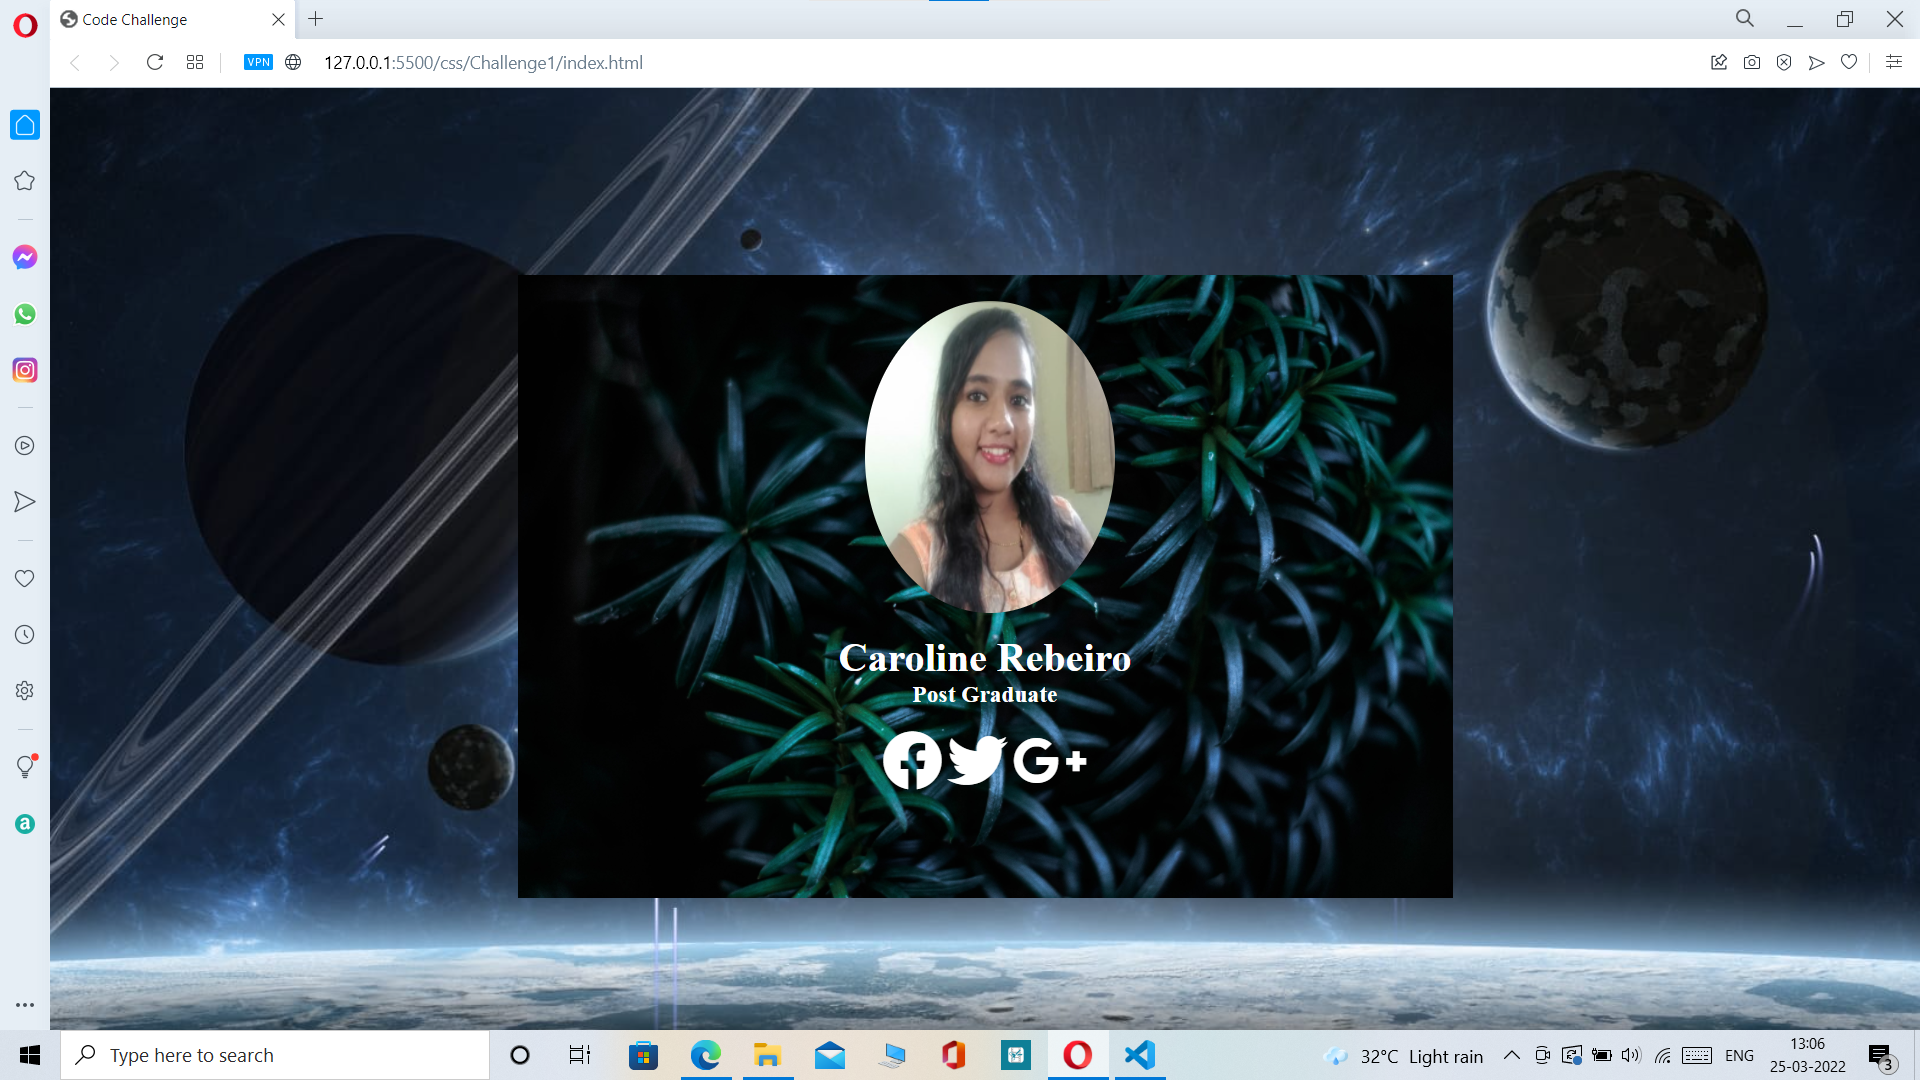 Code Challenge
VPN
127.0.0.1:5500/css/Challenge1/index.html
Caroline Rebeiro
Post Graduate
G+
a
Type here to search
32°C Light rain
ENG
13:06
25-03-2022
3